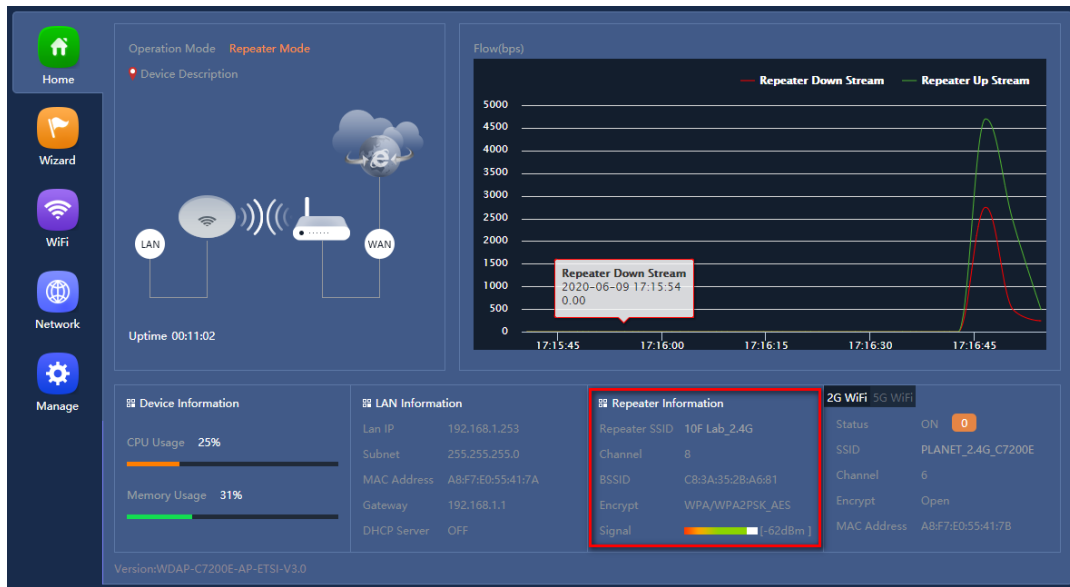 Home
Wizard
WiFi
Network
Manage
Operation Mode Repeater Mode
Device Description
LAN
WAN
Uptime 00:11:02
Flow(bps)
Repeater Down Stream Repeater Up Stream
5000
4500
4000
3500
3000
2500
2000
1500
1000
500
0
Repeater Down Stream
2020-06-09 17:15:54
0.00
17:15:45 17:16:00 17:16:15 17:16:30 17:16:45
Device Information
CPU Usage 25%
Memory Usage 31%
LAN Information
Lan IP 192.168.1.253
Subnet 255.255.255.0
MAC Address A8:F7:E0:55:41:7A
Gateway 192.168.1.1
DHCP Server OFF
Repeater Information
Repeater SSID 10F Lab_2.4G
Channel 8
BSSID C8:3A:35:2B:A6:81
Encrypt WPA/WPA2PSK_AES
Signal [-62dBm ]
2G WiFi 5G WiFi
Status ON 0
SSID PLANET_2.4G_C7200E
Channel 6
Encrypt Open
MAC Address A8:F7:E0:55:41:7B
Version:WDAP-C7200E-AP-ETSI-V3.0